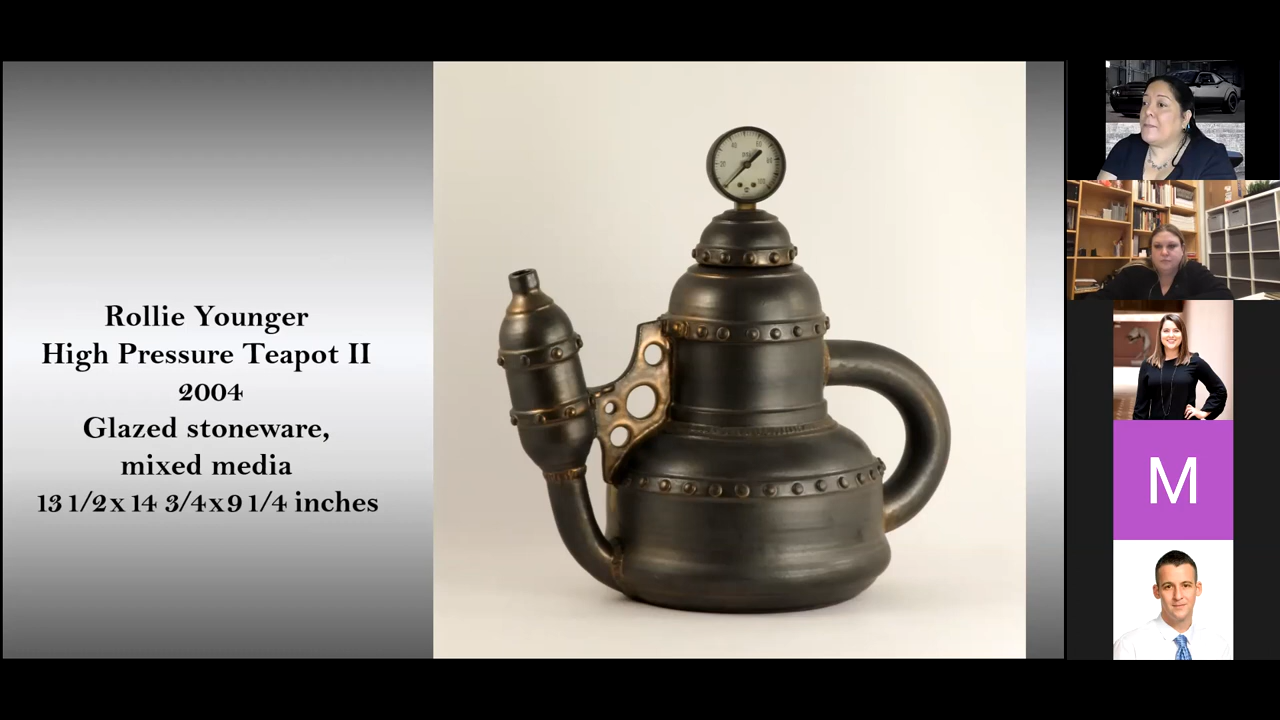 Rollie Younger
High Pressure Teapot II
2004
Glazed stoneware,
mixed media
13 1/2 x 14 3/4 x 9 1/4 inches
M